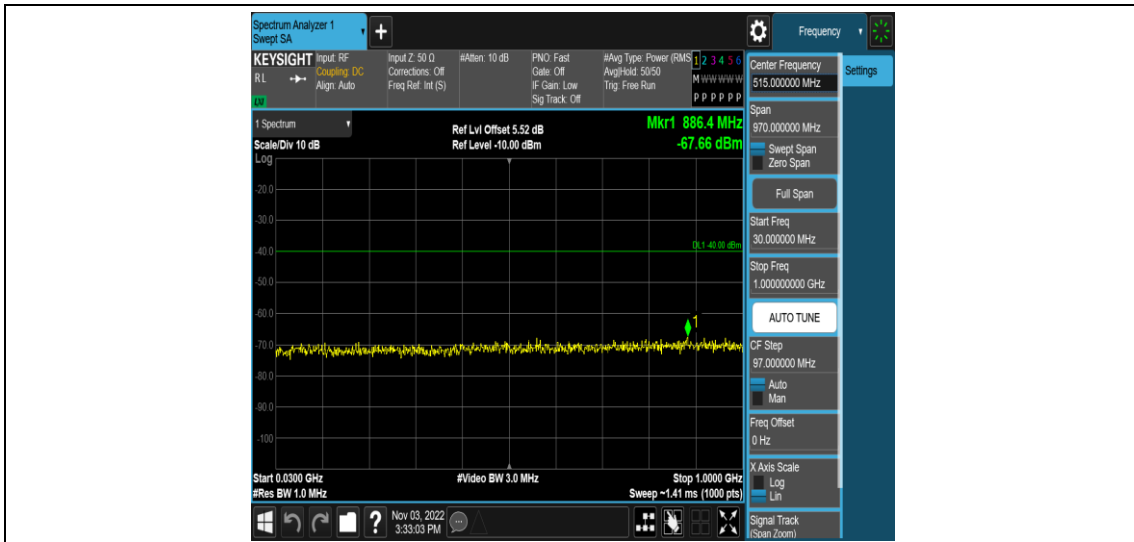 Spectrum Analyzer 1
Swept SA
+
Frequency
KEYSIGHT
RL
LXI
Input: RF
Coupling: DC
Align: Auto
Input Z: 50 Ω
Corrections: Off
Freq Ref: Int (S)
#Atten: 10 dB
PNO: Fast
Gate: Off
IF Gain: Low
Sig Track: Off
#Avg Type: Power (RMS
Avg|Hold: 50/50
Trig: Free Run
1 2 3 4 5 6
M W W W W W
P P P P P P
1 Spectrum
Scale/Div 10 dB
Ref Lvl Offset 5.52 dB
Ref Level -10.00 dBm
Mkr1 886.4 MHz
-67.66 dBm
Log
-20.0
-30.0
-40.0
-50.0
-60.0
-70.0
-80.0
-90.0
-100
DL1 -40.00 dBm
1
Start 0.0300 GHz
#Res BW 1.0 MHz
#Video BW 3.0 MHz
Stop 1.0000 GHz
Sweep ~1.41 ms (1000 pts)
Nov 03, 2022
3:33:03 PM
?
Center Frequency
515.000000 MHz
Settings
Span
970.000000 MHz
Swept Span
Zero Span
Full Span
Start Freq
30.000000 MHz
Stop Freq
1.000000000 GHz
AUTO TUNE
CF Step
97.000000 MHz
Auto
Man
Freq Offset
0 Hz
X Axis Scale
Log
Lin
Signal Track
(Span Zoom)